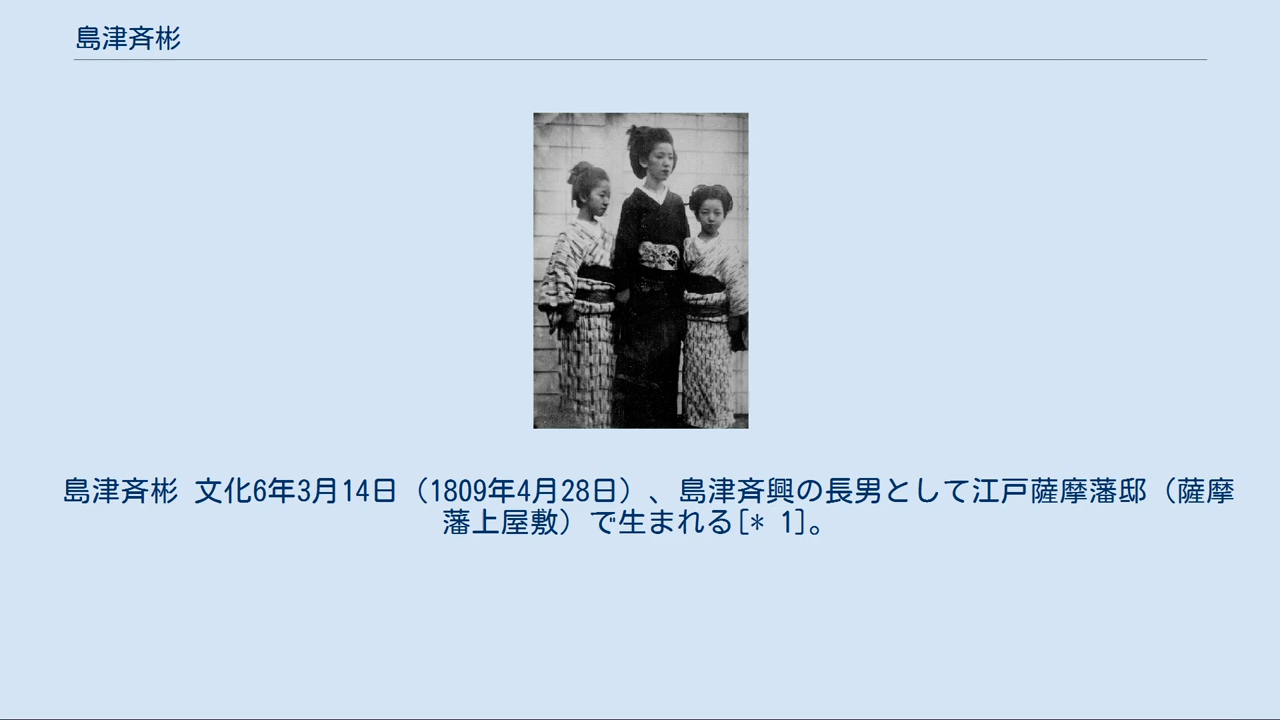 島津斉彬
島津斉彬 文化6年3月14日（1809年4月28日）、島津斉興の長男として江戸薩摩藩邸（薩摩
藩上屋敷）で生まれる[* 1]。